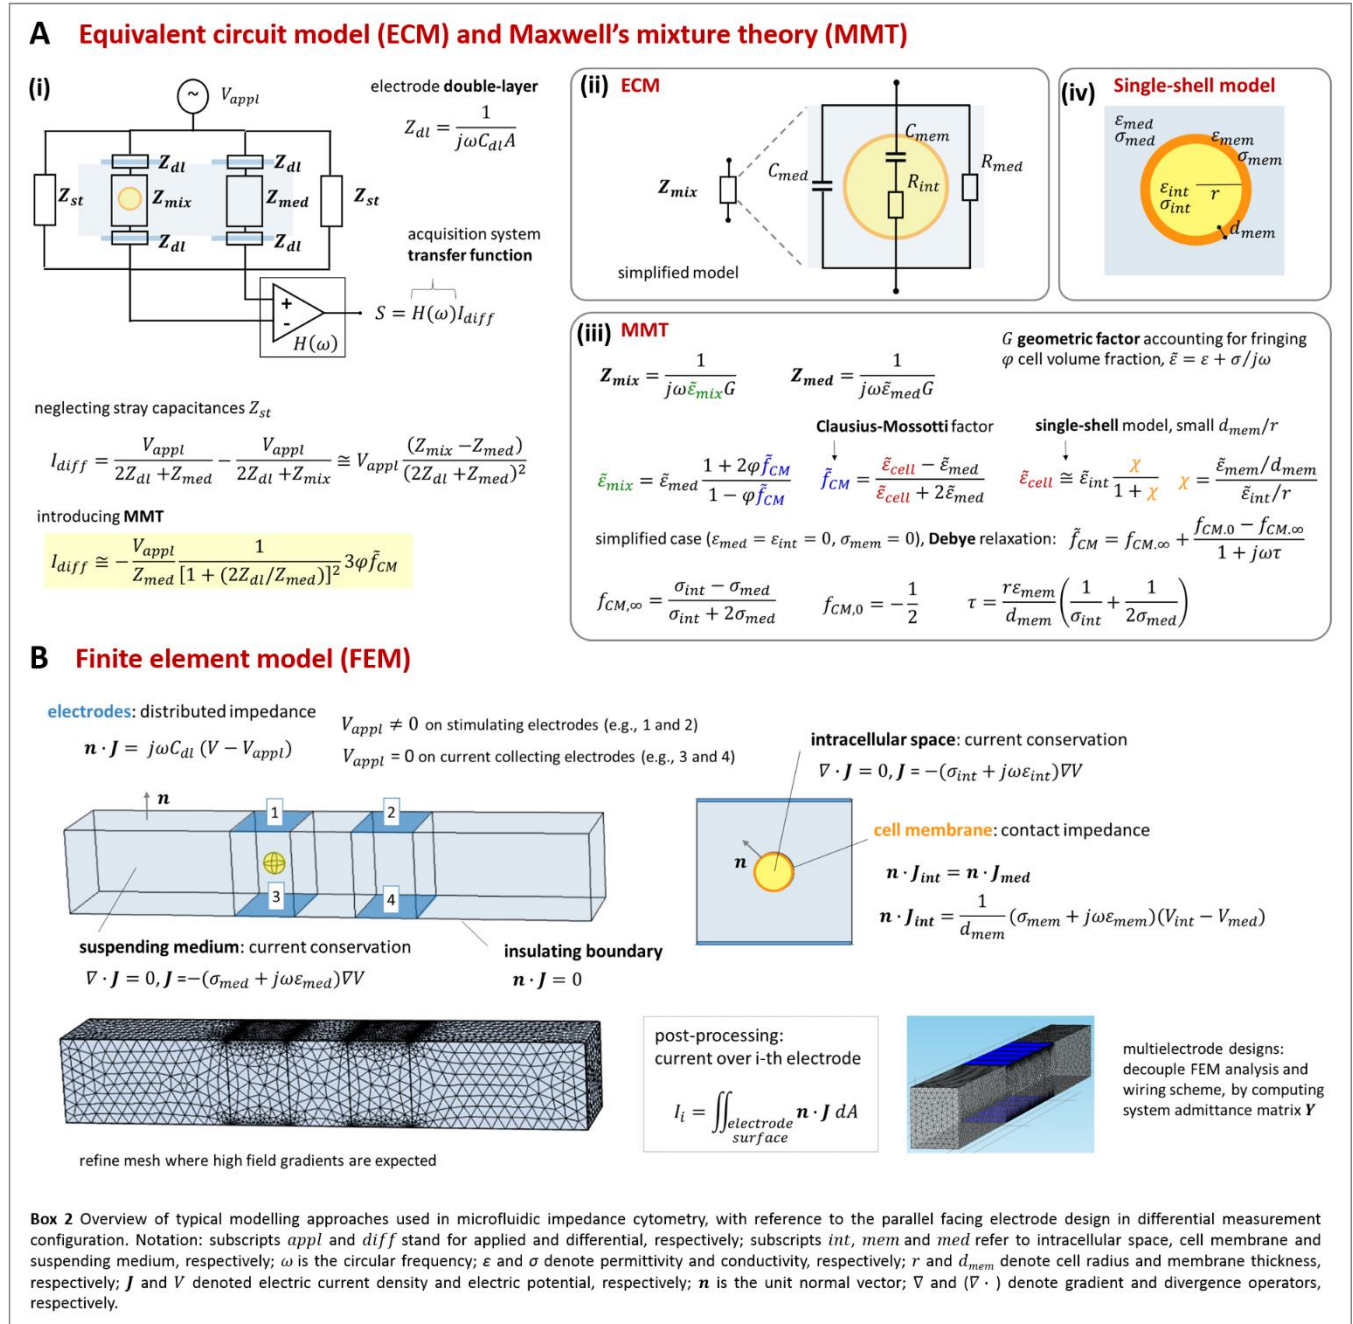 A Equivalent circuit model (ECM) and Maxwell's mixture theory (MMT)
(i)
V_appl
~
electrode double-layer
Z_dl = 1 / (jωC_dl A)
Z_dl Z_dl
Z_st Z_mix Z_med Z_st
Z_dl Z_dl
acquisition system
transfer function
+
-
H(ω)
S = H(ω)I_diff
neglecting stray capacitances Z_st
I_diff = V_appl / (2Z_dl + Z_med) − V_appl / (2Z_dl + Z_mix) ≅ V_appl (Z_mix − Z_med) / (2Z_dl + Z_med)²
introducing MMT
I_diff ≅ − (V_appl / Z_med) (1 / [1 + (2Z_dl/Z_med)]²) 3φf̃_CM
(ii) ECM
Z_mix
C_med
C_mem
R_int
R_med
simplified model
(iv) Single-shell model
ε_med
σ_med
ε_mem
σ_mem
ε_int
σ_int
r
d_mem
(iii) MMT
G geometric factor accounting for fringing
φ cell volume fraction, ε̃ = ε + σ/jω
Z_mix = 1 / (jωε̃_mix G) Z_med = 1 / (jωε̃_med G)
Clausius-Mossotti factor
single-shell model, small d_mem/r
ε̃_mix = ε̃_med (1 + 2φf̃_CM) / (1 − φf̃_CM) f̃_CM = (ε̃_cell − ε̃_med) / (ε̃_cell + 2ε̃_med) ε̃_cell ≅ ε̃_int χ / (1 + χ) χ = (ε̃_mem/d_mem) / (ε̃_int/r)
simplified case (ε_med = ε_int = 0, σ_mem = 0), Debye relaxation: f̃_CM = f_CM.∞ + (f_CM.0 − f_CM.∞) / (1 + jωτ)
f_CM,∞ = (σ_int − σ_med) / (σ_int + 2σ_med) f_CM,0 = −1/2 τ = (rε_mem / d_mem) (1/σ_int + 1/(2σ_med))
B Finite element model (FEM)
electrodes: distributed impedance
n · J = jωC_dl (V − V_appl)
V_appl ≠ 0 on stimulating electrodes (e.g., 1 and 2)
V_appl = 0 on current collecting electrodes (e.g., 3 and 4)
n
1 2
3 4
suspending medium: current conservation
∇ · J = 0, J =−(σ_med + jωε_med)∇V
insulating boundary
n · J = 0
intracellular space: current conservation
∇ · J = 0, J = −(σ_int + jωε_int)∇V
cell membrane: contact impedance
n
n · J_int = n · J_med
n · J_int = (1 / d_mem) (σ_mem + jωε_mem)(V_int − V_med)
refine mesh where high field gradients are expected
post-processing:
current over i-th electrode
I_i = ∬_electrode surface n · J dA
multielectrode designs:
decouple FEM analysis and
wiring scheme, by computing
system admittance matrix Y
Box 2 Overview of typical modelling approaches used in microfluidic impedance cytometry, with reference to the parallel facing electrode design in differential measurement
configuration. Notation: subscripts appl and diff stand for applied and differential, respectively; subscripts int, mem and med refer to intracellular space, cell membrane and
suspending medium, respectively; ω is the circular frequency; ε and σ denote permittivity and conductivity, respectively; r and d_mem denote cell radius and membrane thickness,
respectively; J and V denoted electric current density and electric potential, respectively; n is the unit normal vector; ∇ and (∇ · ) denote gradient and divergence operators,
respectively.